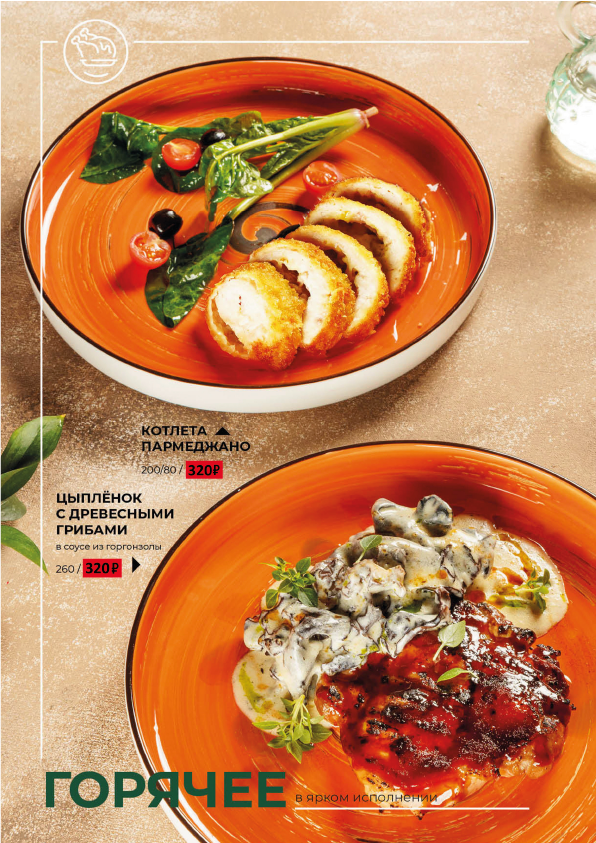 КОТЛЕТА
ПАРМЕДЖАНО
200/80 / 320₽
ЦЫПЛЁНОК
С ДРЕВЕСНЫМИ
ГРИБАМИ
в соусе из горгонзолы
260 / 320₽
ГОРЯЧЕЕ в ярком исполнении